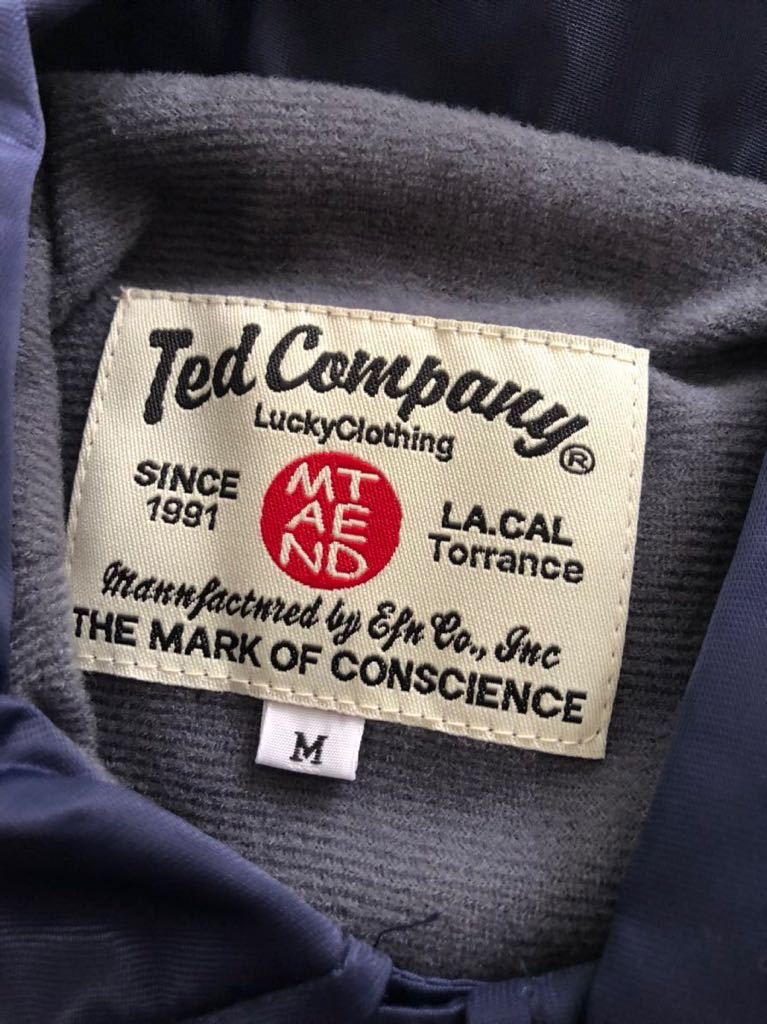 Ted Company®
LuckyClothing
SINCE
1991
MT
AE
ND
LA.CAL
Torrance
Mannfactnred by Efn Co., Inc
THE MARK OF CONSCIENCE
M